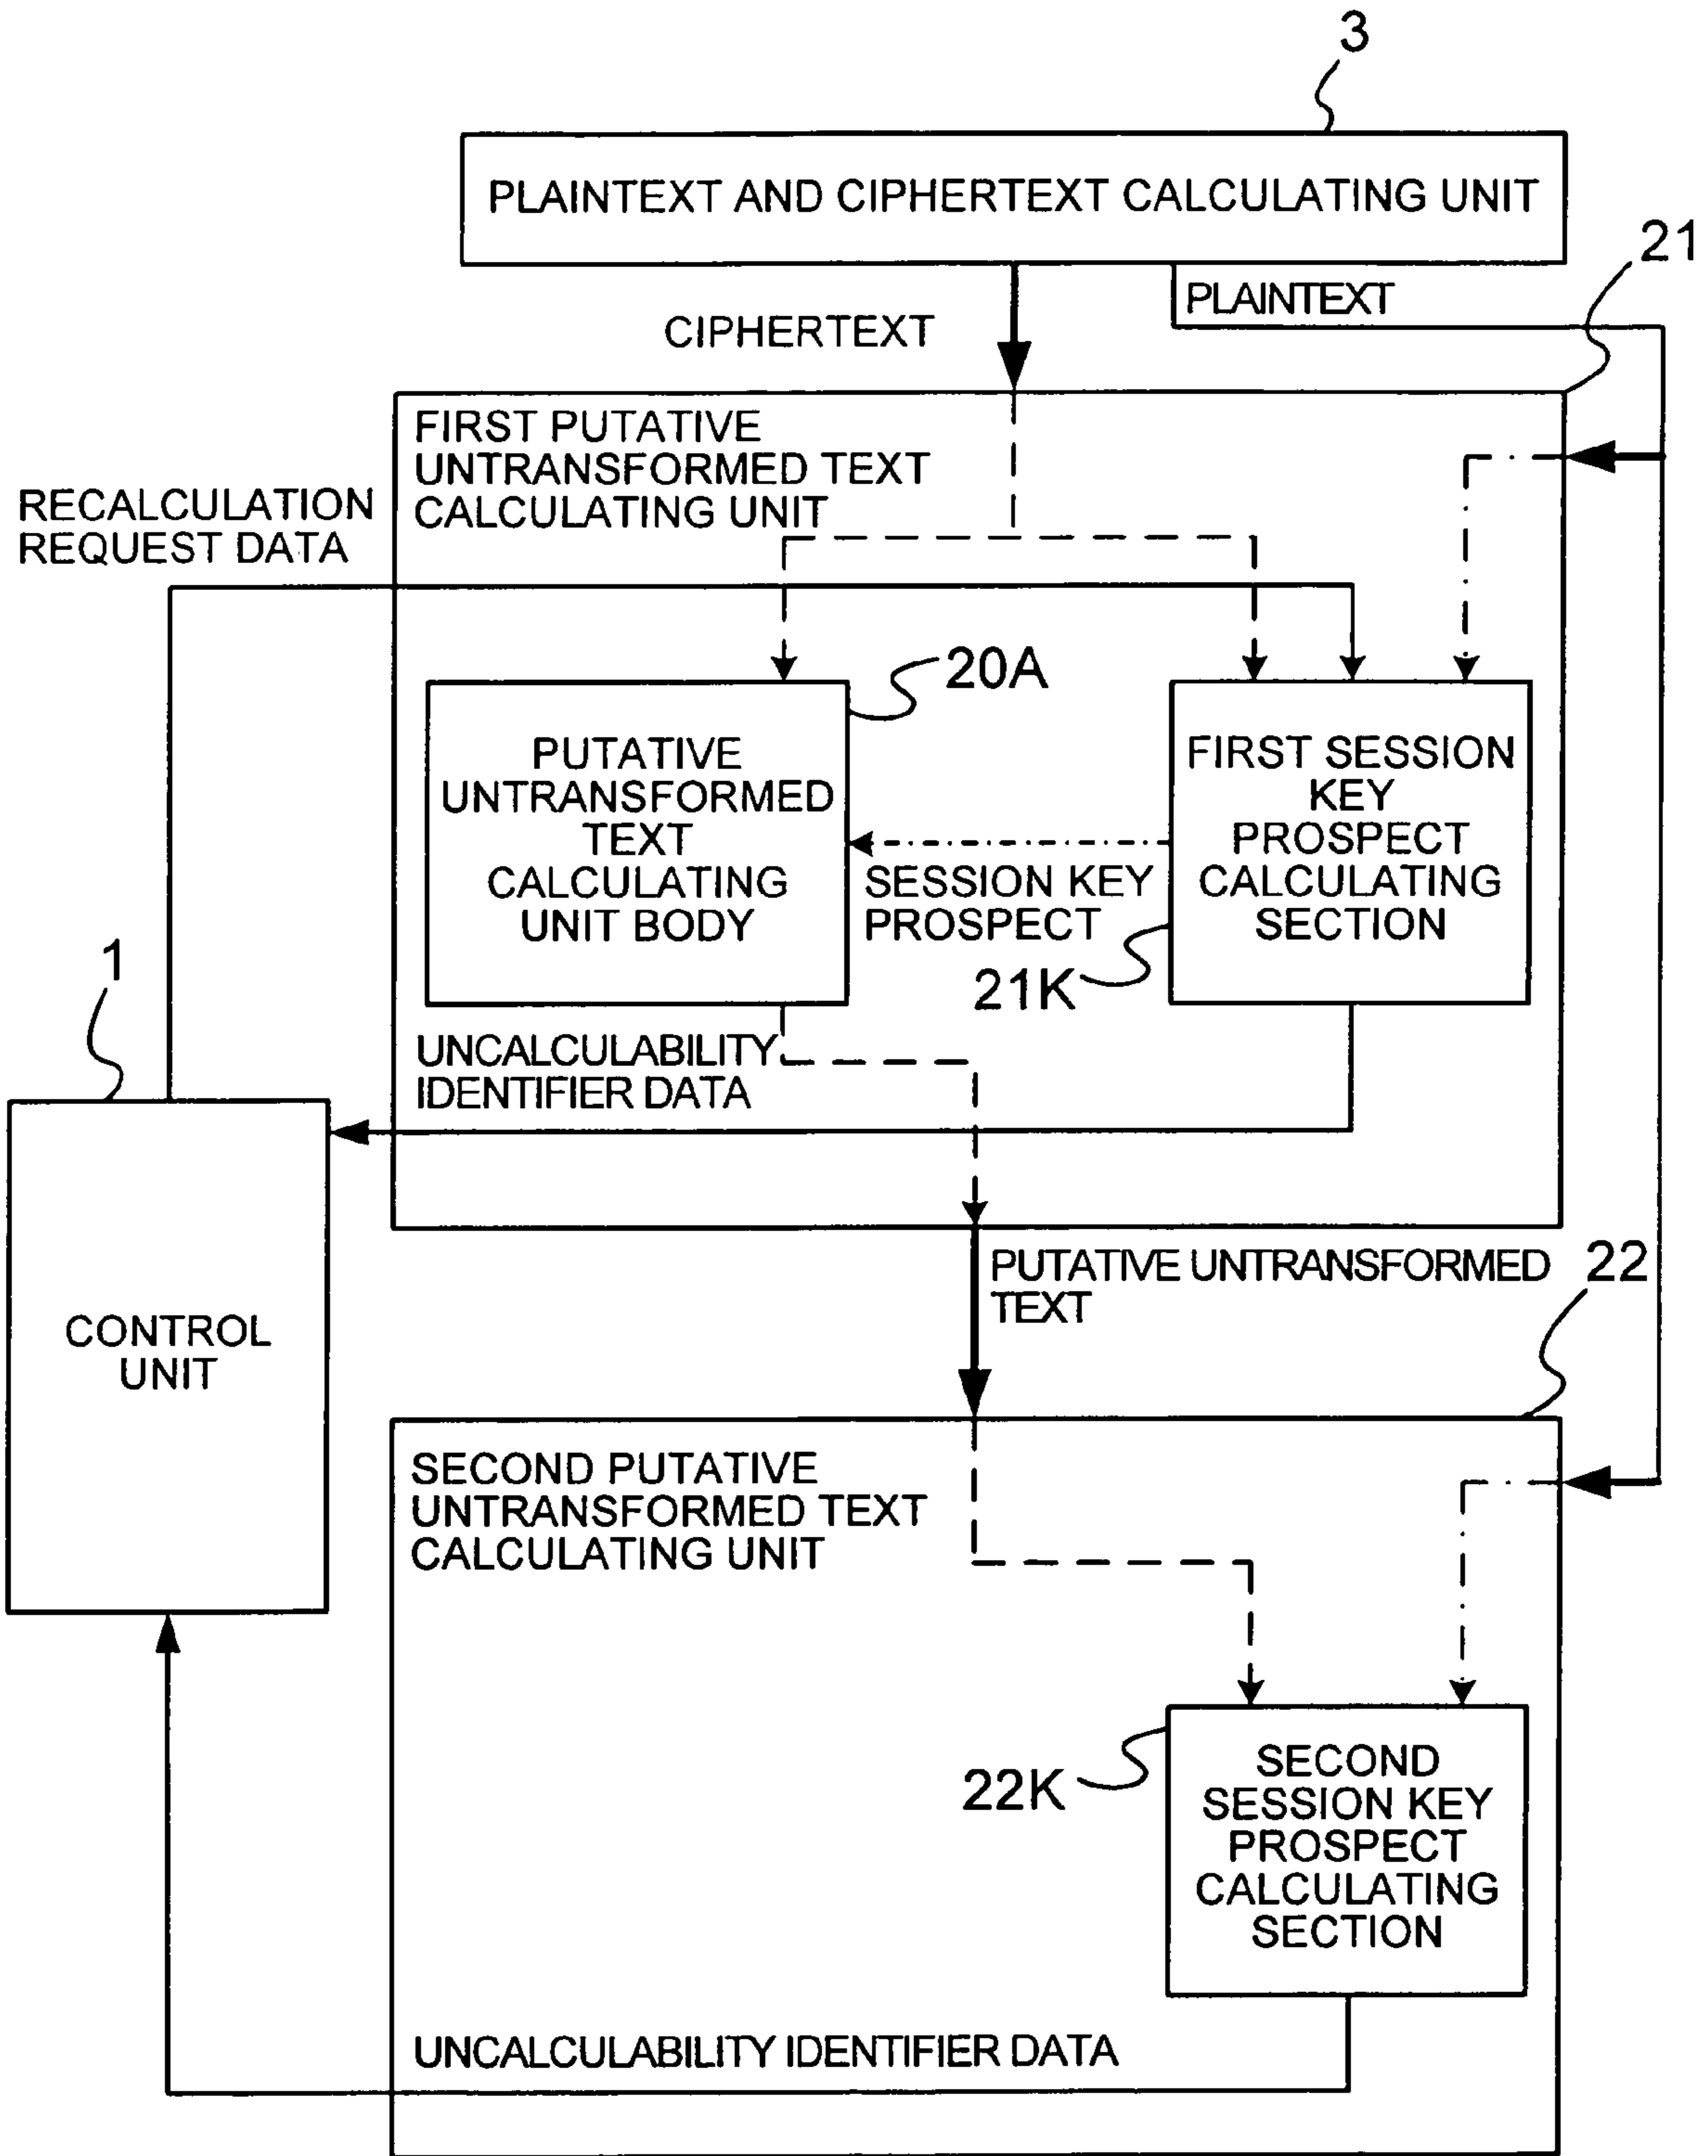 3
PLAINTEXT AND CIPHERTEXT CALCULATING UNIT
21
PLAINTEXT
CIPHERTEXT
FIRST PUTATIVE
UNTRANSFORMED TEXT
CALCULATING UNIT
RECALCULATION
REQUEST DATA
20A
PUTATIVE
UNTRANSFORMED
TEXT
CALCULATING
UNIT BODY
FIRST SESSION
KEY
PROSPECT
CALCULATING
SECTION
SESSION KEY
PROSPECT
21K
1
UNCALCULABILITY
IDENTIFIER DATA
CONTROL
UNIT
PUTATIVE UNTRANSFORMED
TEXT
22
SECOND PUTATIVE
UNTRANSFORMED TEXT
CALCULATING UNIT
22K
SECOND
SESSION KEY
PROSPECT
CALCULATING
SECTION
UNCALCULABILITY IDENTIFIER DATA